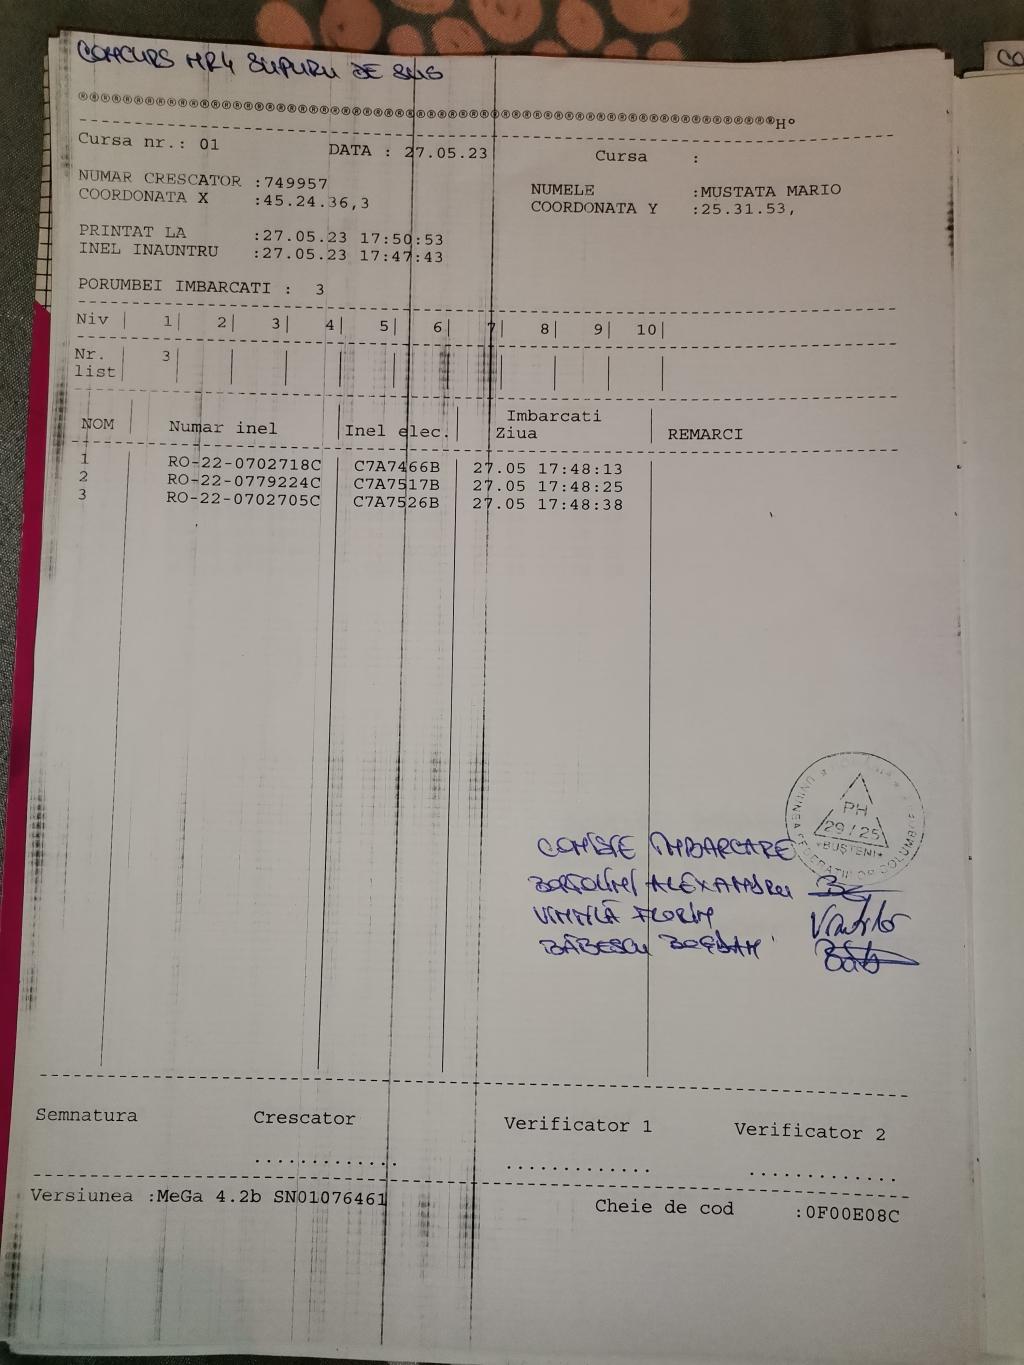 CONCURS NR4 SUPURU DE SUS
®®®®®®®®®®®®®®®®®®®®®®®®®®®®®®®®®®®®®®®®®®®®®®®®®®®®®®®®®®®®®®®®H°
Cursa nr.: 01 DATA : 27.05.23 Cursa :
NUMAR CRESCATOR :749957 NUMELE :MUSTATA MARIO
COORDONATA X :45.24.36,3 COORDONATA Y :25.31.53,
PRINTAT LA :27.05.23 17:50:53
INEL INAUNTRU :27.05.23 17:47:43
PORUMBEI IMBARCATI : 3
Niv | 1| 2| 3| 4| 5| 6| 7| 8| 9| 10|
Nr. list | 3| | | | | | | | | |
NOM | Numar inel | Inel elec. | Imbarcati Ziua | REMARCI
1 RO-22-0702718C | C7A7466B | 27.05 17:48:13
2 RO-22-0779224C | C7A7517B | 27.05 17:48:25
3 RO-22-0702705C | C7A7526B | 27.05 17:48:38
PH
29/25
*BUSTENI*
COMISIE IMBARCARE
ALEXANDRU
FLORIN
BĂBESCU BOGDAN
Semnatura Crescator Verificator 1 Verificator 2
............. ............. .............
Versiunea :MeGa 4.2b SN01076461 Cheie de cod :0F00E08C
CO